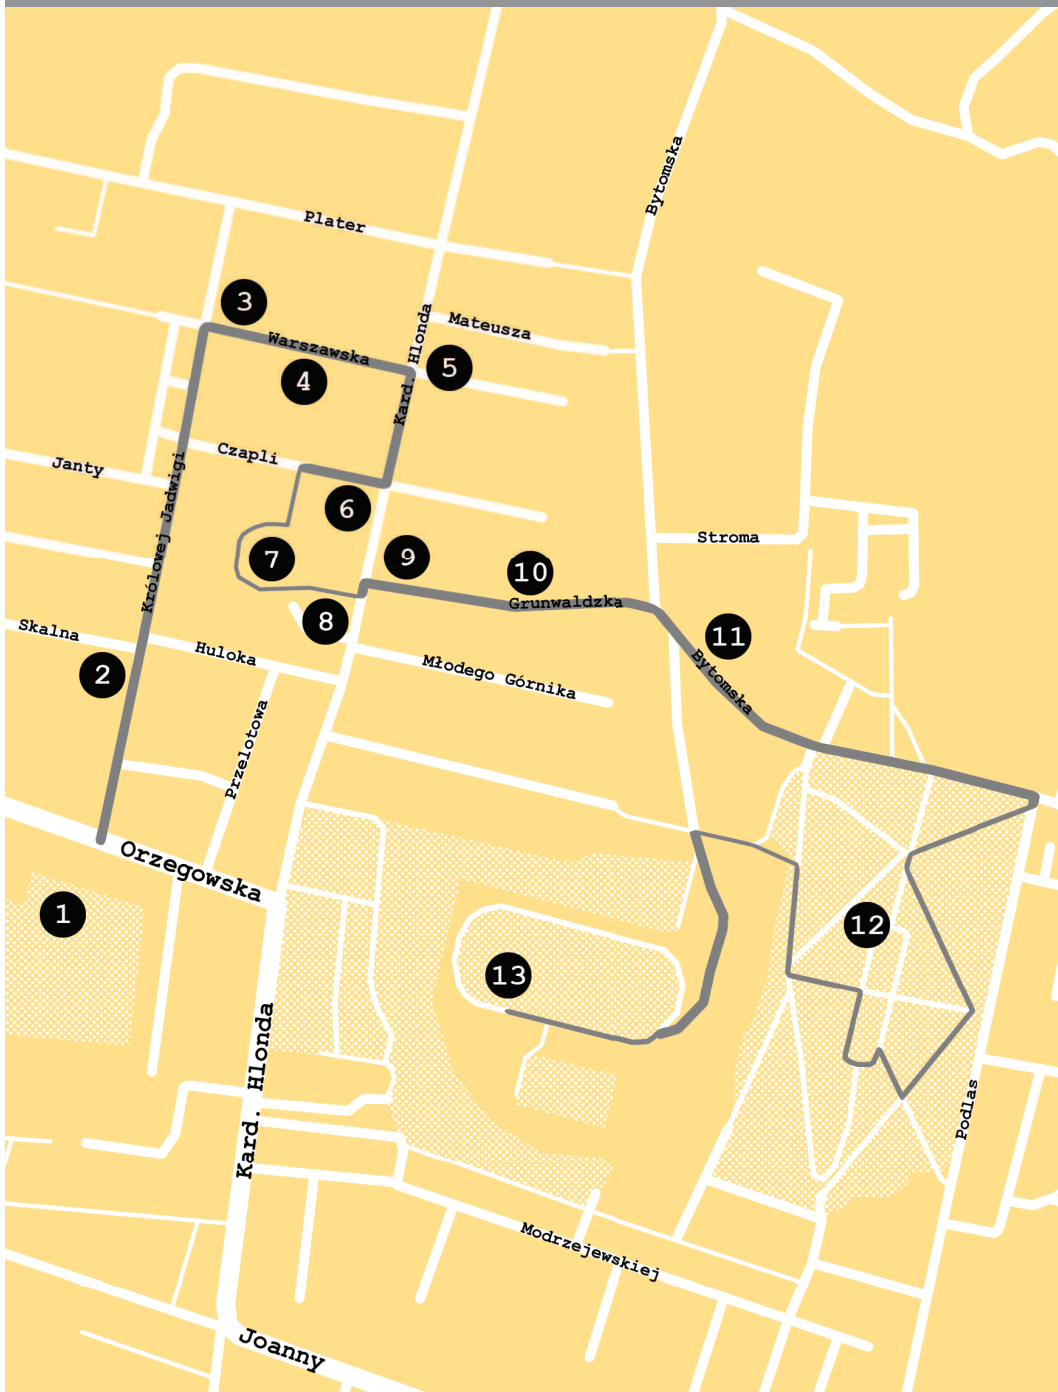 Bytomska
Plater
3
Kard. Hlonda
Mateusza
Warszawska
5
4
Czapli
Janty
Królowej Jadwigi
6
Stroma
7
9
10
Grunwaldzka
8
11
Skalna
Huloka
2
Młodego Górnika
Bytomska
Przelotowa
Orzegowska
1
12
13
Kard. Hlonda
Podlas
Modrzejewskiej
Joanny